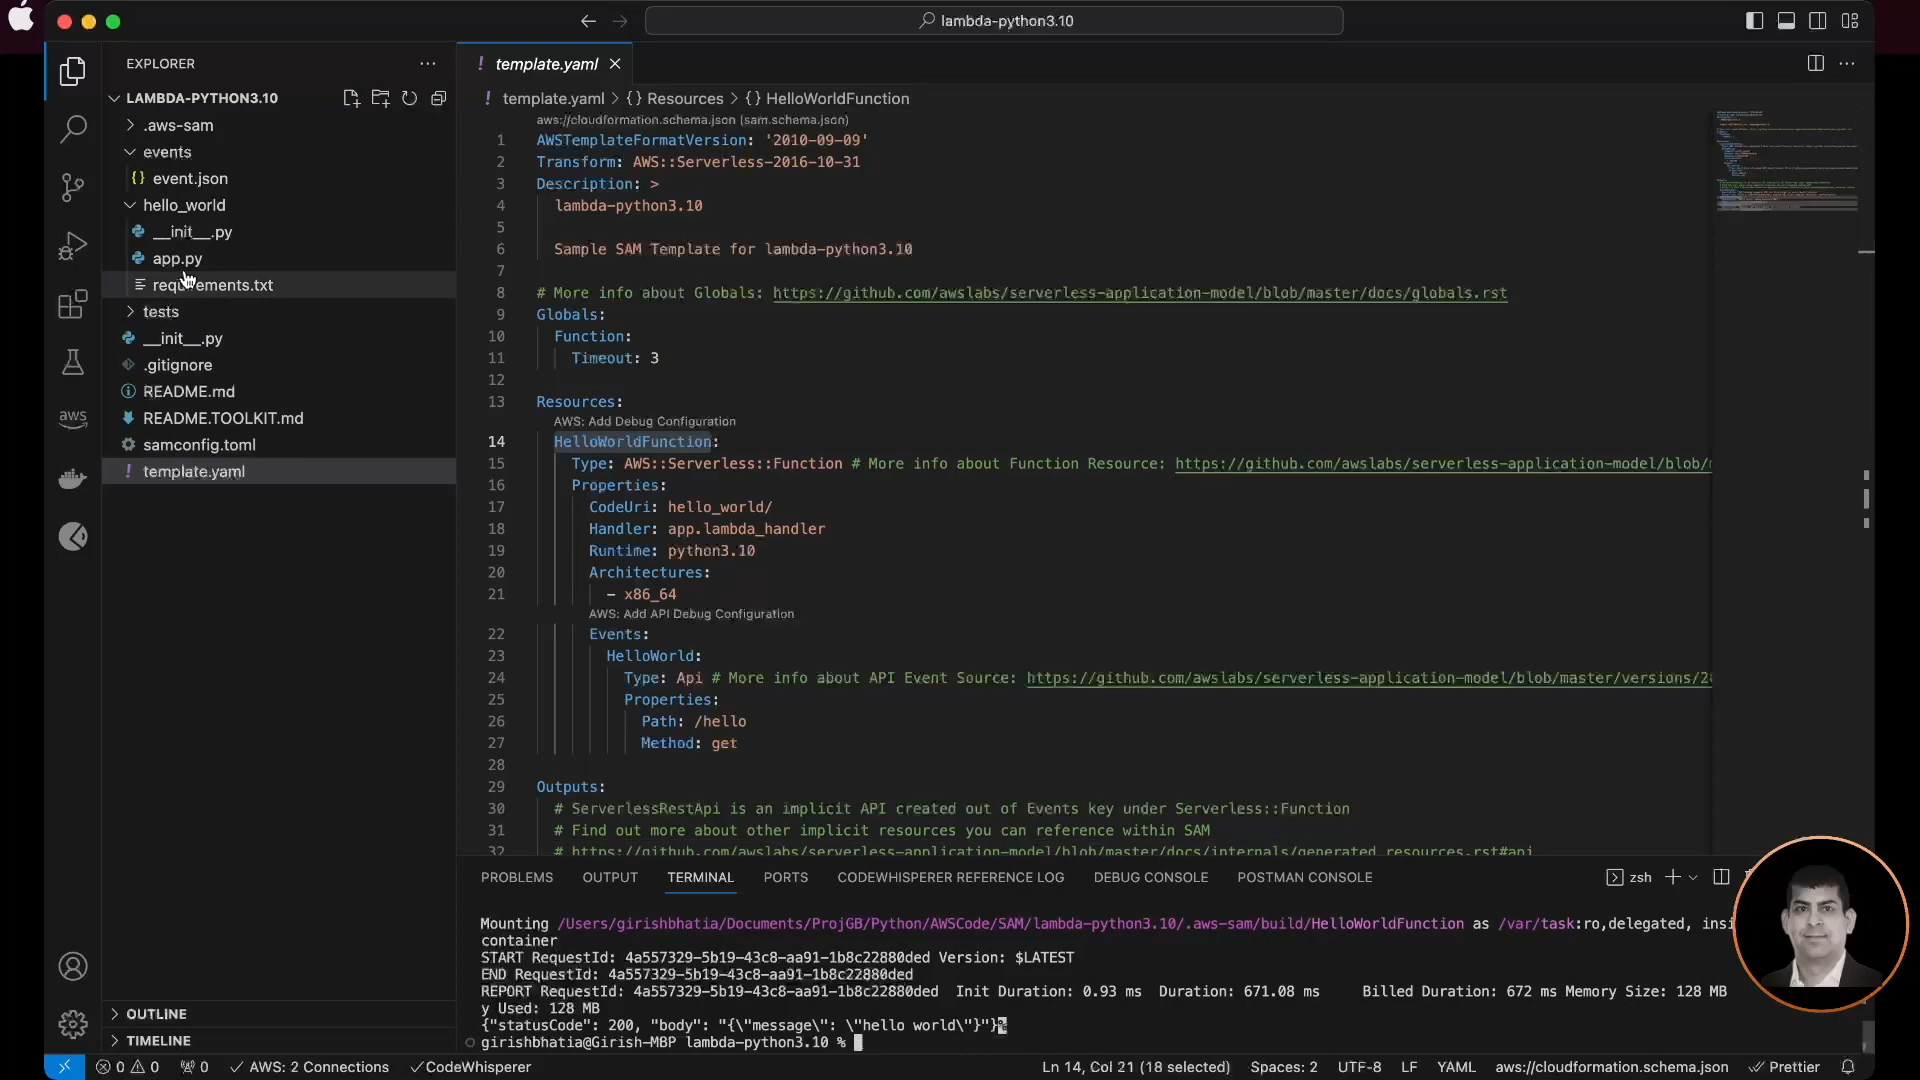 lambda-python3.10
EXPLORER
LAMBDA-PYTHON3.10
.aws-sam
events
{} event.json
hello_world
__init__.py
app.py
requirements.txt
tests
__init__.py
.gitignore
README.md
README.TOOLKIT.md
samconfig.toml
! template.yaml
OUTLINE
TIMELINE
aws
! template.yaml
! template.yaml > {} Resources > {} HelloWorldFunction
aws://cloudformation.schema.json (sam.schema.json)
1 AWSTemplateFormatVersion: '2010-09-09'
2 Transform: AWS::Serverless-2016-10-31
3 Description: >
4 lambda-python3.10
5
6 Sample SAM Template for lambda-python3.10
7
8 # More info about Globals: https://github.com/awslabs/serverless-application-model/blob/master/docs/globals.rst
9 Globals:
10 Function:
11 Timeout: 3
12
13 Resources:
AWS: Add Debug Configuration
14 HelloWorldFunction:
15 Type: AWS::Serverless::Function # More info about Function Resource: https://github.com/awslabs/serverless-application-model/blob/
16 Properties:
17 CodeUri: hello_world/
18 Handler: app.lambda_handler
19 Runtime: python3.10
20 Architectures:
21 - x86_64
AWS: Add API Debug Configuration
22 Events:
23 HelloWorld:
24 Type: Api # More info about API Event Source: https://github.com/awslabs/serverless-application-model/blob/master/versions/2
25 Properties:
26 Path: /hello
27 Method: get
28
29 Outputs:
30 # ServerlessRestApi is an implicit API created out of Events key under Serverless::Function
31 # Find out more about other implicit resources you can reference within SAM
32 # https://github.com/awslabs/serverless-application-model/blob/master/docs/internals/generated_resources.rst#api
PROBLEMS OUTPUT TERMINAL PORTS CODEWHISPERER REFERENCE LOG DEBUG CONSOLE POSTMAN CONSOLE
zsh
Mounting /Users/girishbhatia/Documents/ProjGB/Python/AWSCode/SAM/lambda-python3.10/.aws-sam/build/HelloWorldFunction as /var/task:ro,delegated, insi
container
START RequestId: 4a557329-5b19-43c8-aa91-1b8c22880ded Version: $LATEST
END RequestId: 4a557329-5b19-43c8-aa91-1b8c22880ded
REPORT RequestId: 4a557329-5b19-43c8-aa91-1b8c22880ded Init Duration: 0.93 ms Duration: 671.08 ms Billed Duration: 672 ms Memory Size: 128 MB
y Used: 128 MB
{"statusCode": 200, "body": "{\"message\": \"hello world\"}"}%
girishbhatia@Girish-MBP lambda-python3.10 %
0 0 0 AWS: 2 Connections CodeWhisperer Ln 14, Col 21 (18 selected) Spaces: 2 UTF-8 LF YAML aws://cloudformation.schema.json Prettier